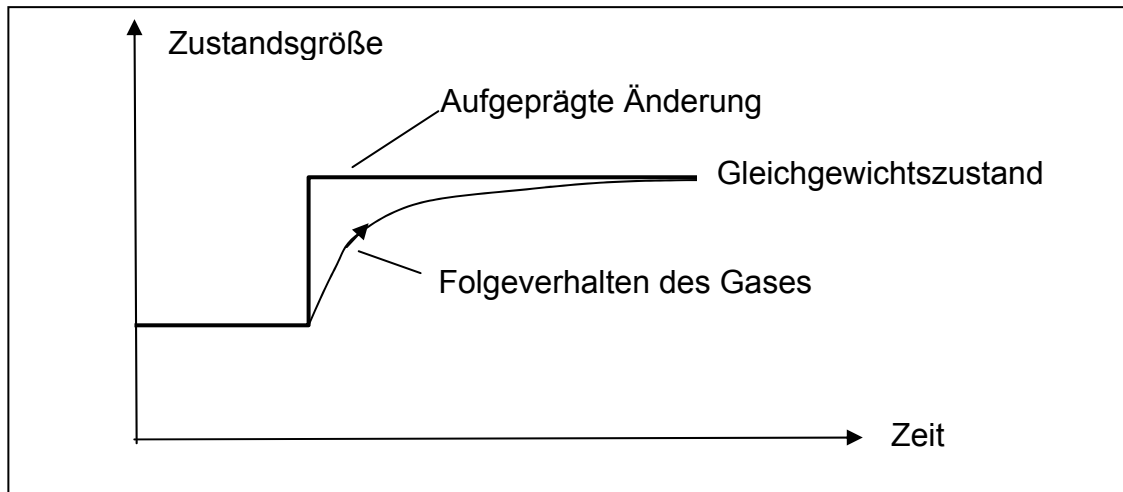 Zustandsgröße
Aufgeprägte Änderung
Gleichgewichtszustand
Folgeverhalten des Gases
Zeit